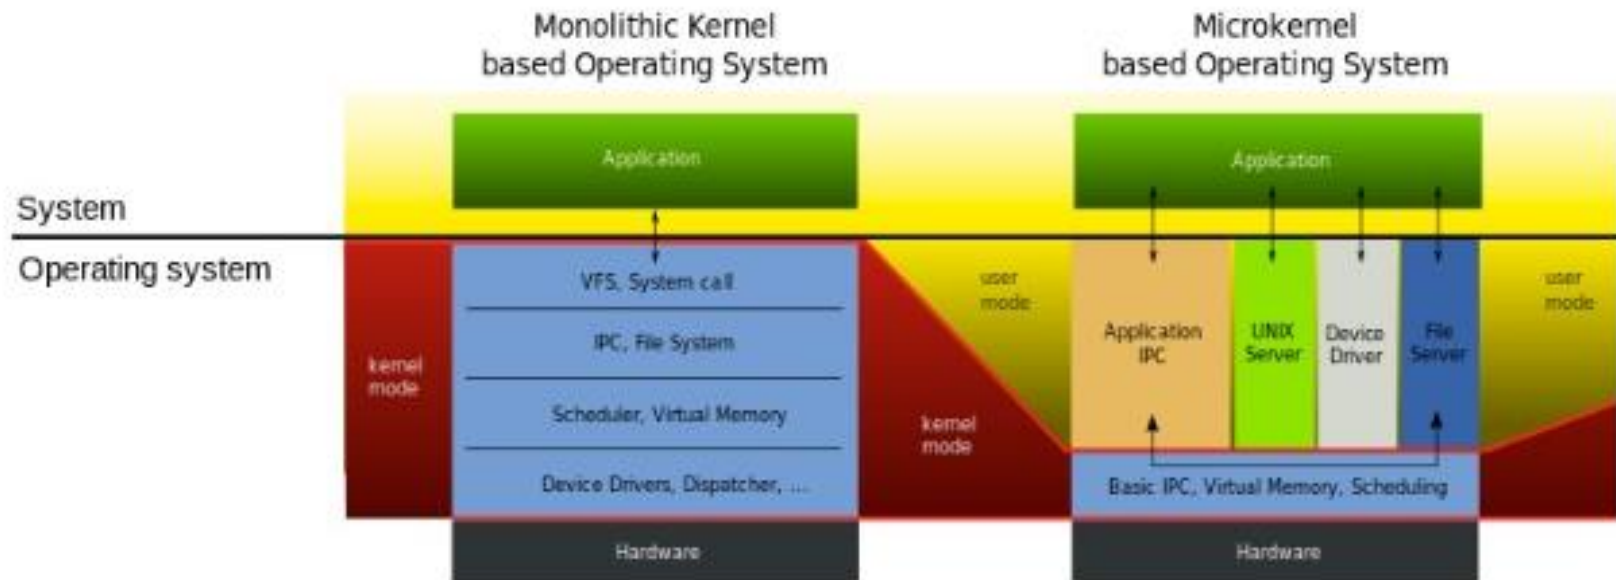 Monolithic Kernel
based Operating System
Microkernel
based Operating System
Application
Application
System
Operating system
VFS, System call
IPC, File System
Scheduler, Virtual Memory
Device Drivers, Dispatcher, ...
Hardware
kernel
mode
kernel
mode
user
mode
Application
IPC
UNIX
Server
Device
Driver
File
Server
Basic IPC, Virtual Memory, Scheduling
Hardware
user
mode